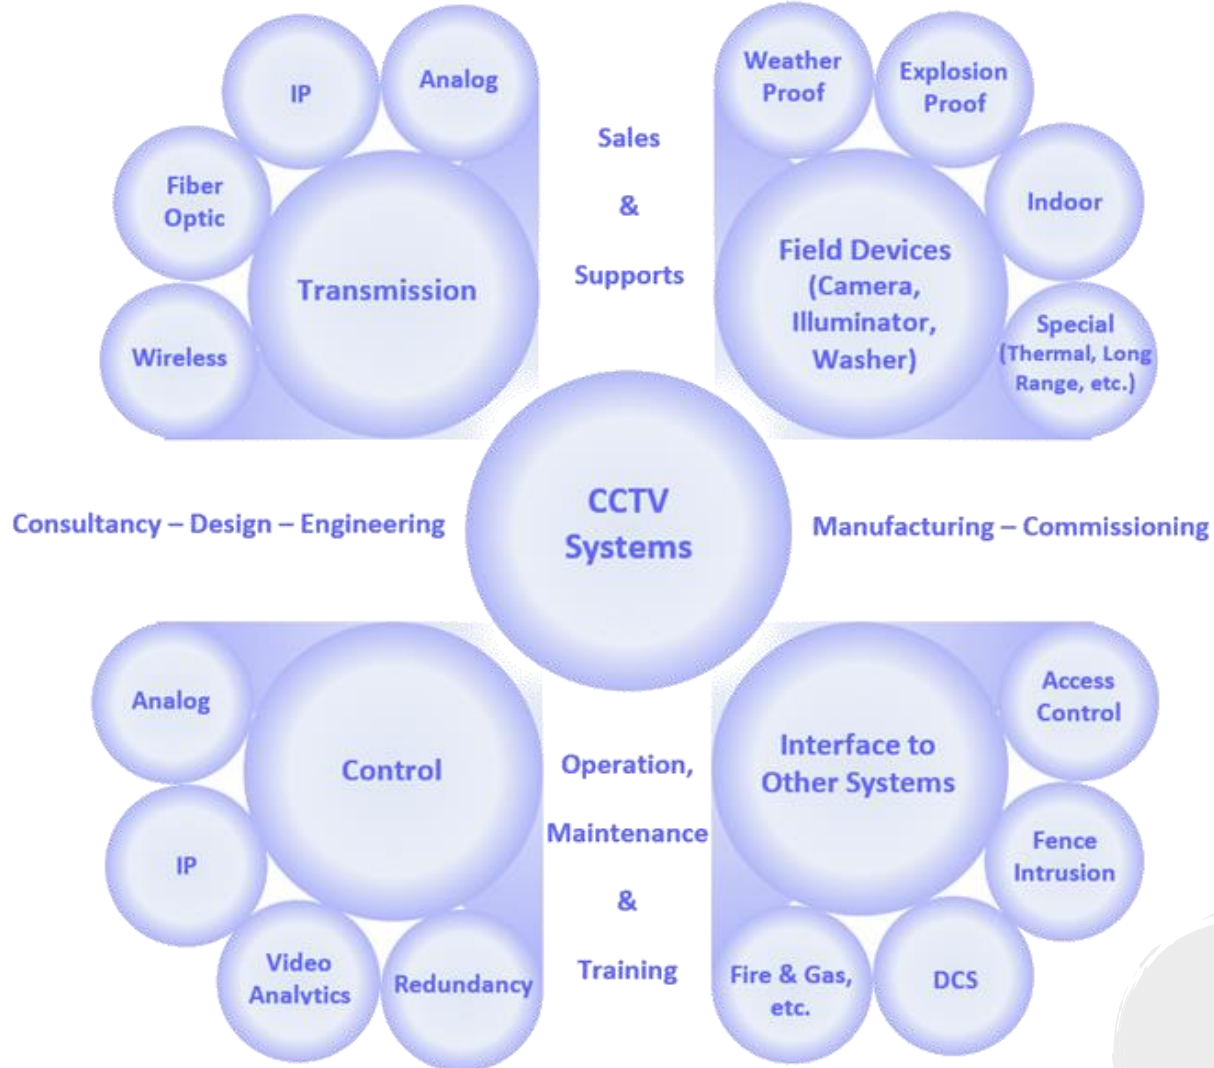 Analog
IP
Fiber
Optic
Wireless
Transmission
Sales
&
Supports
Weather
Proof
Explosion
Proof
Indoor
Special
(Thermal, Long
Range, etc.)
Field Devices
(Camera,
Illuminator,
Washer)
CCTV
Systems
Consultancy – Design – Engineering
Manufacturing – Commissioning
Analog
IP
Video
Analytics
Redundancy
Control
Operation,
Maintenance
&
Training
Interface to
Other Systems
Access
Control
Fence
Intrusion
DCS
Fire & Gas,
etc.